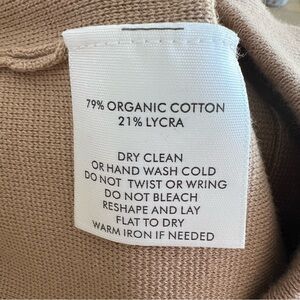 79% ORGANIC COTTON
21% LYCRA
DRY CLEAN
OR HAND WASH COLD
DO NOT TWIST OR WRING
DO NOT BLEACH
RESHAPE AND LAY
FLAT TO DRY
WARM IRON IF NEEDED